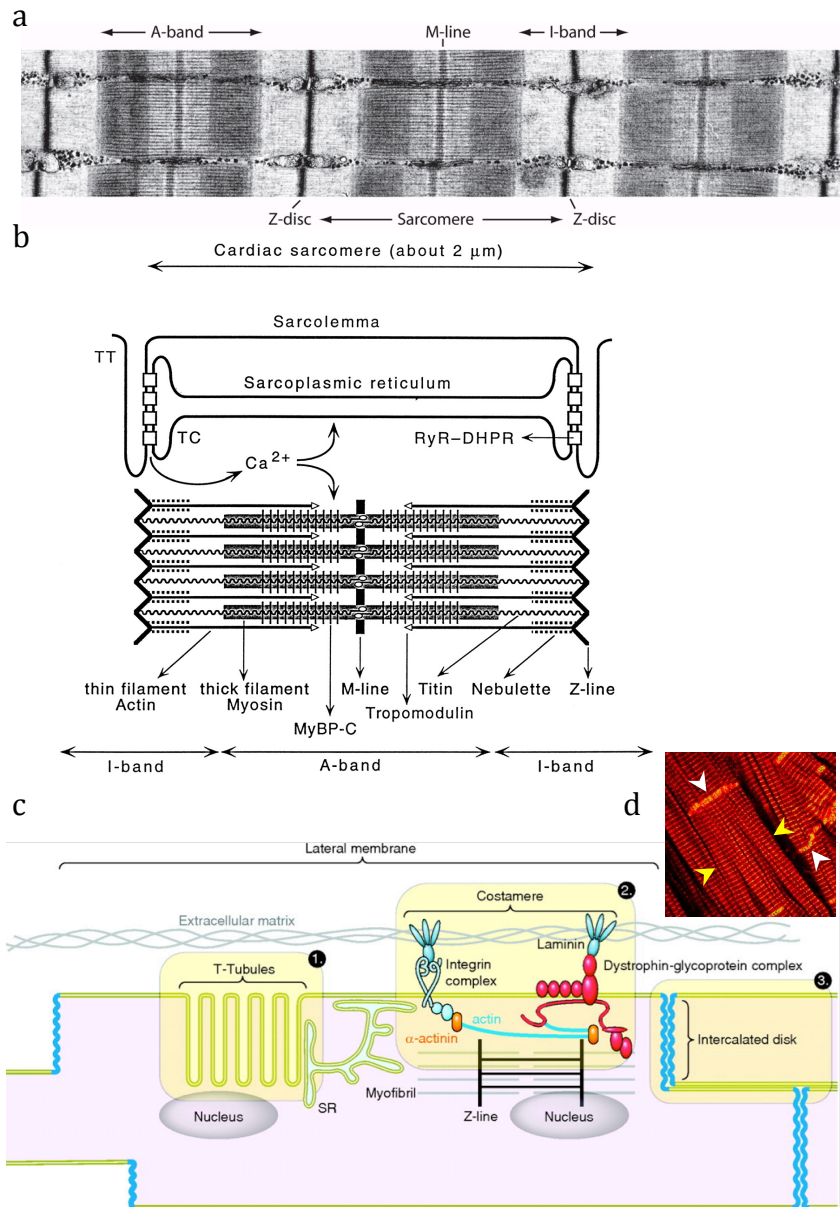 a
A-band
M-line
I-band
Z-disc
Sarcomere
Z-disc
b
Cardiac sarcomere (about 2 µm)
Sarcolemma
TT
Sarcoplasmic reticulum
TC
RyR–DHPR
Ca2+
thin filament
Actin
thick filament
Myosin
M-line
Titin
Nebulette
Z-line
MyBP-C
Tropomodulin
I-band
A-band
I-band
c
d
Lateral membrane
2.
Costamere
Extracellular matrix
Laminin
1.
T-Tubules
Integrin
complex
Dystrophin-glycoprotein complex
3.
actin
α-actinin
Intercalated disk
Myofibril
SR
Nucleus
Z-line
Nucleus